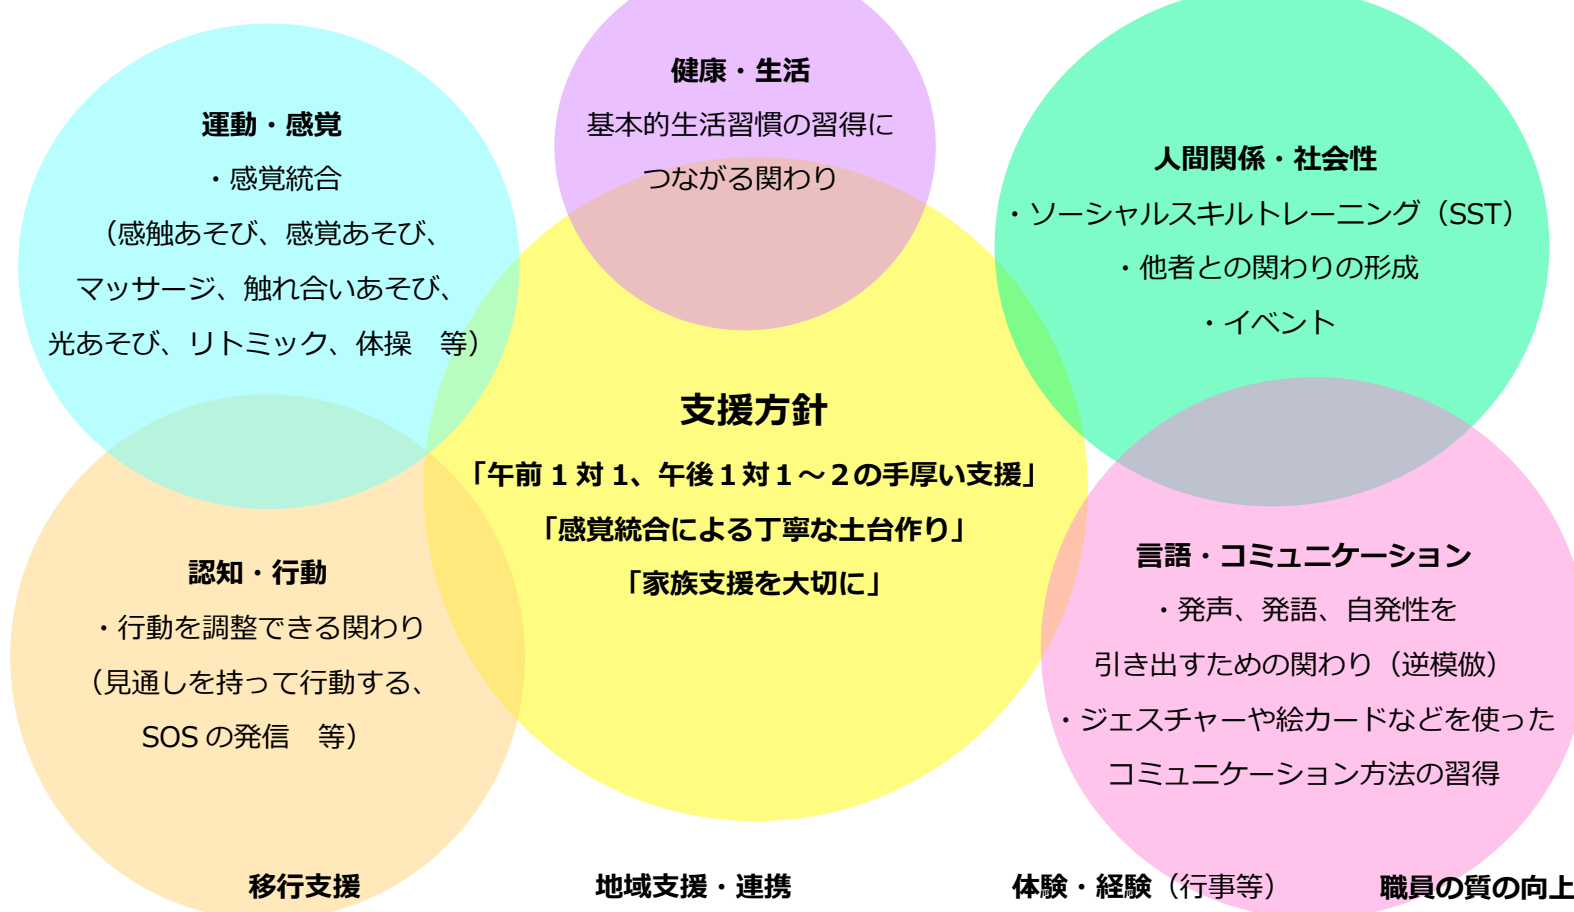 健康・生活
基本的生活習慣の習得に
つながる関わり
運動・感覚
・感覚統合
（感触あそび、感覚あそび、
マッサージ、触れ合いあそび、
光あそび、リトミック、体操　等）
人間関係・社会性
・ソーシャルスキルトレーニング（SST）
・他者との関わりの形成
・イベント
支援方針
「午前１対１、午後１対１～２の手厚い支援」
「感覚統合による丁寧な土台作り」
「家族支援を大切に」
認知・行動
・行動を調整できる関わり
（見通しを持って行動する、
SOS の発信　等）
言語・コミュニケーション
・発声、発語、自発性を
引き出すための関わり（逆模倣）
・ジェスチャーや絵カードなどを使った
コミュニケーション方法の習得
移行支援
地域支援・連携
体験・経験（行事等）
職員の質の向上